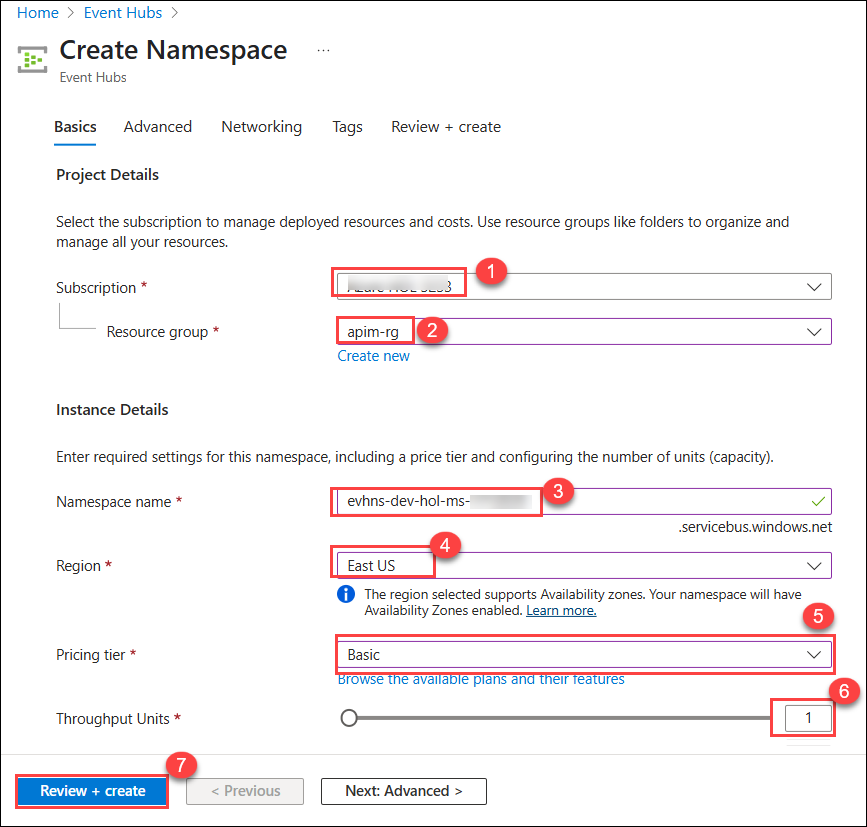 Home > Event Hubs >
Create Namespace ...
Event Hubs
Basics Advanced Networking Tags Review + create
Project Details
Select the subscription to manage deployed resources and costs. Use resource groups like folders to organize and
manage all your resources.
1
Subscription *
Resource group * apim-rg 2
Create new
Instance Details
Enter required settings for this namespace, including a price tier and configuring the number of units (capacity).
Namespace name * evhns-dev-hol-ms- 3
.servicebus.windows.net
4
Region * East US
The region selected supports Availability zones. Your namespace will have
Availability Zones enabled. Learn more.
5
Pricing tier * Basic
Browse the available plans and their features
6
Throughput Units * 1
7
Review + create < Previous Next: Advanced >